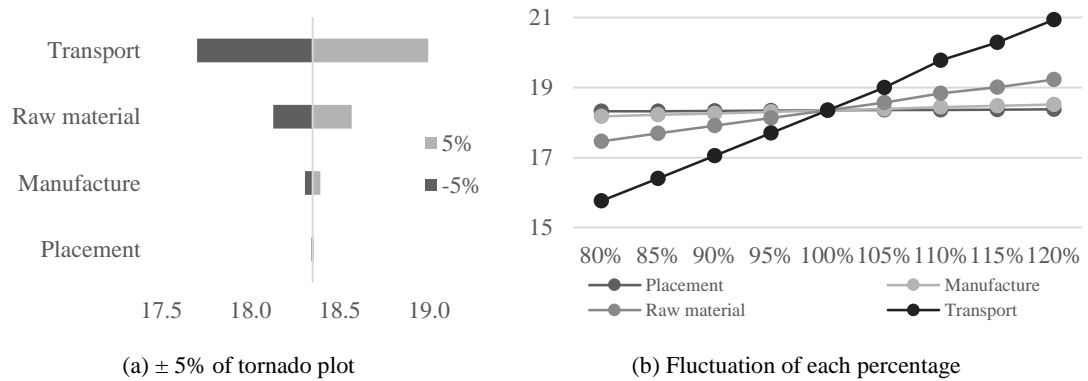 Transport
Raw material
Manufacture
Placement
5%
-5%
17.5 18.0 18.5 19.0
(a) ± 5% of tornado plot
21
19
17
15
80% 85% 90% 95% 100% 105% 110% 115% 120%
Placement Manufacture
Raw material Transport
(b) Fluctuation of each percentage